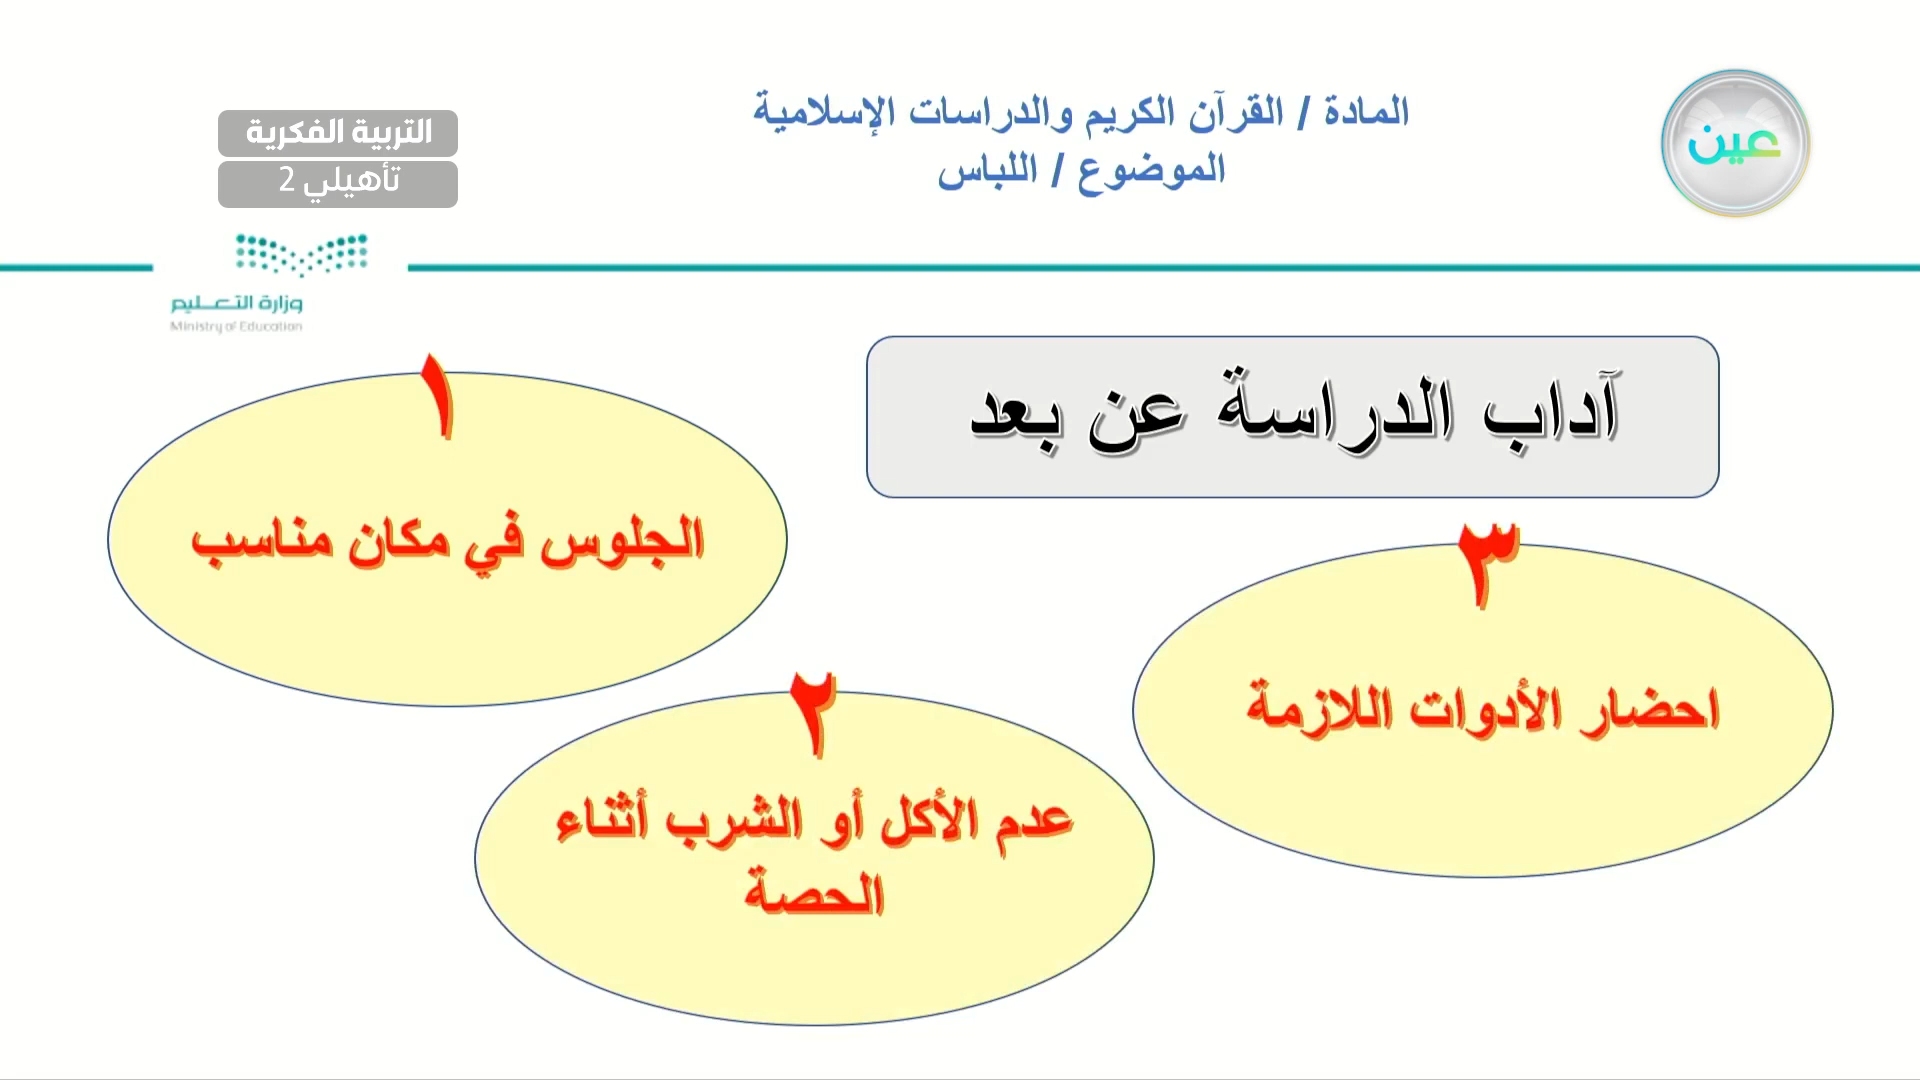 المادة / القرآن الكريم والدراسات الإسلامية
الموضوع / اللباس
عين
التربية الفكرية
تأهيلي 2
وزارة التعليم
Ministry of Education
آداب الدراسة عن بعد
١
الجلوس في مكان مناسب
٢
عدم الأكل أو الشرب أثناء
الحصة
٣
احضار الأدوات اللازمة